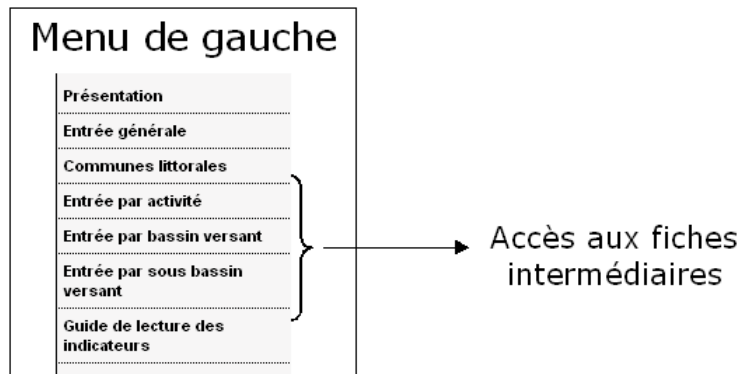 Menu de gauche
Présentation
Entrée générale
Communes littorales
Entrée par activité
Entrée par bassin versant
Entrée par sous bassin
versant
Guide de lecture des
indicateurs
Accès aux fiches
intermédiaires